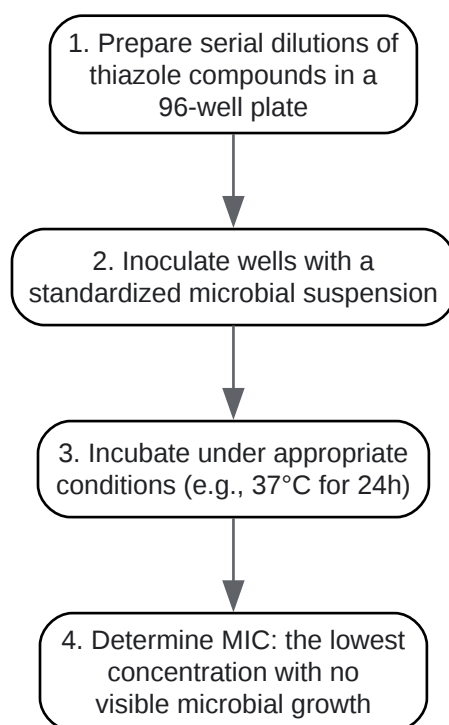 1. Prepare serial dilutions of
thiazole compounds in a
96-well plate
2. Inoculate wells with a
standardized microbial suspension
3. Incubate under appropriate
conditions (e.g., 37°C for 24h)
4. Determine MIC: the lowest
concentration with no
visible microbial growth